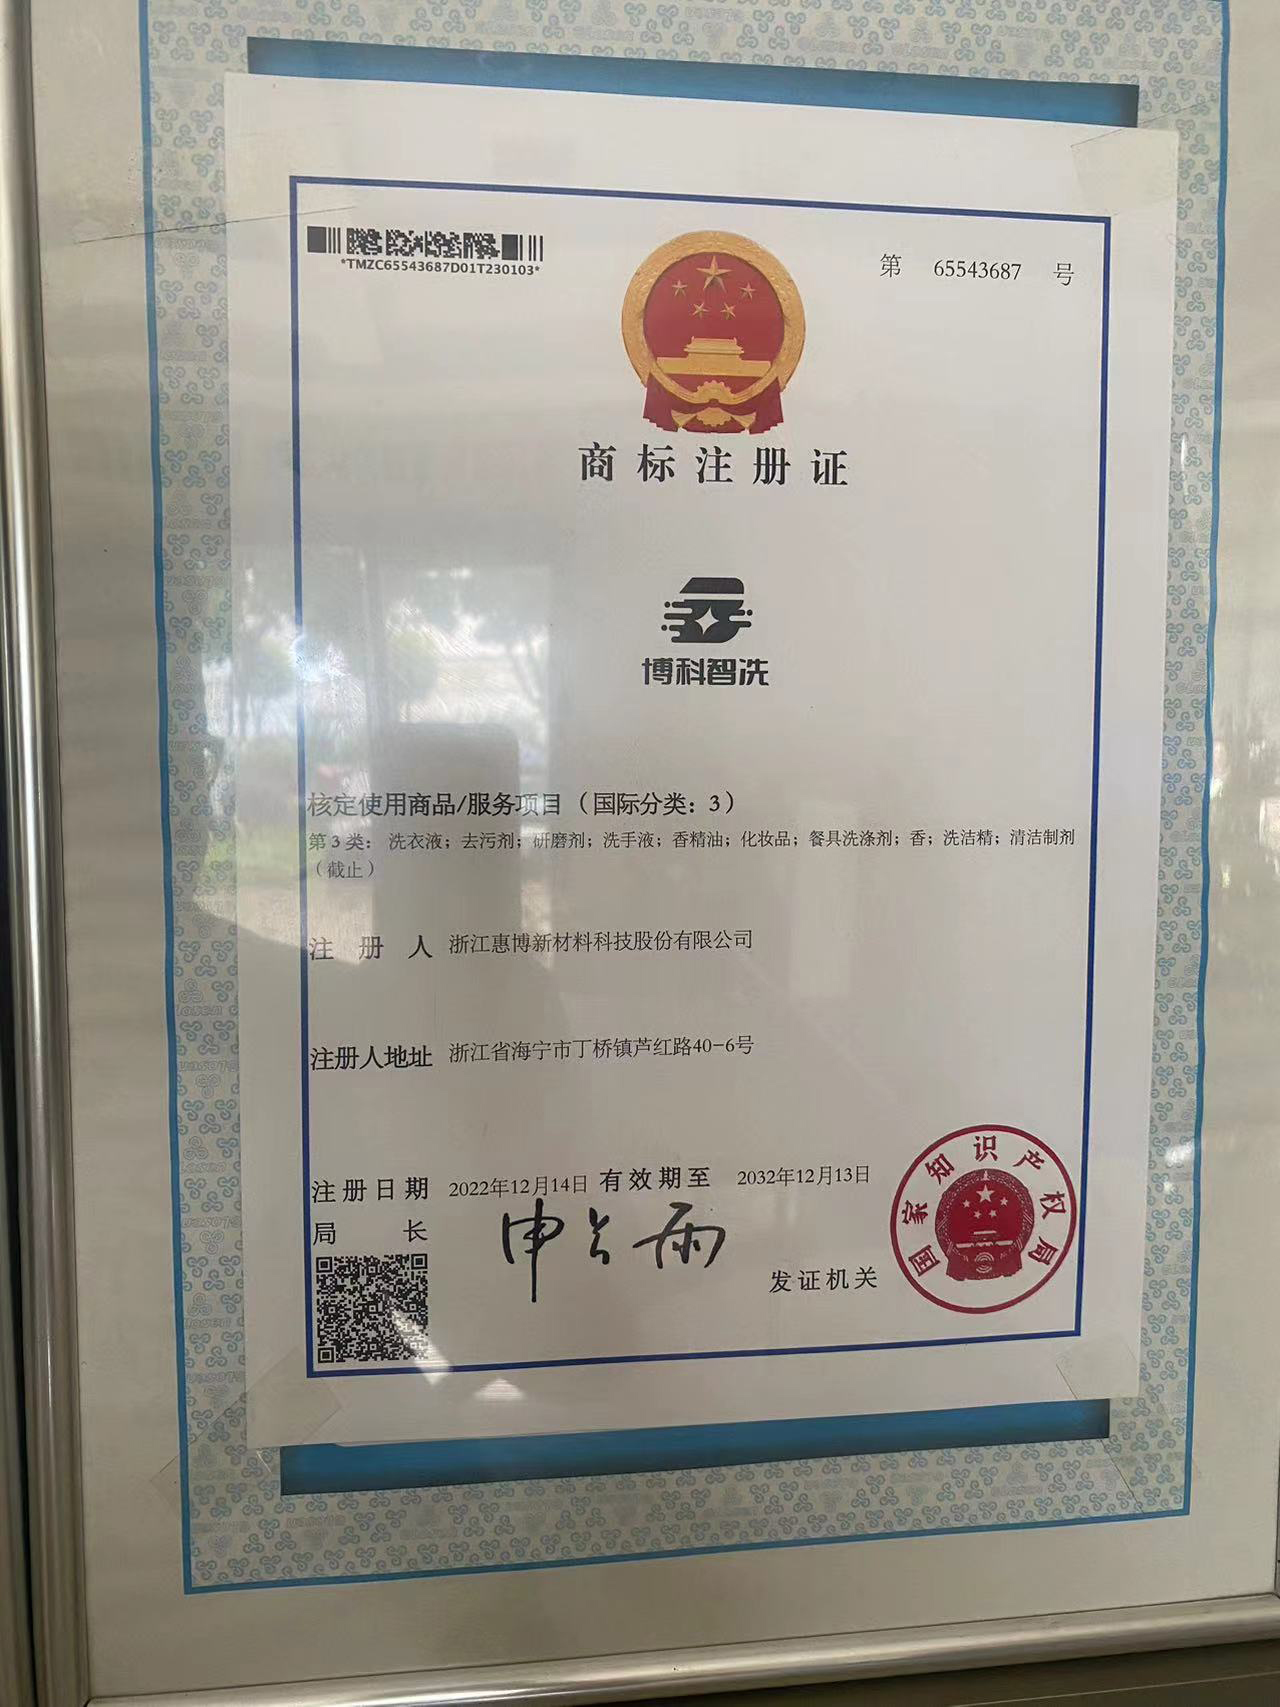 *TMZC65543687D01T230103*
第 65543687 号
商标注册证
博科智洗
核定使用商品/服务项目（国际分类：3）
第3类：洗衣液；去污剂；研磨剂；洗手液；香精油；化妆品；餐具洗涤剂；香；洗洁精；清洁制剂
（截止）
注册人 浙江惠博新材料科技股份有限公司
注册人地址 浙江省海宁市丁桥镇芦红路40-6号
注册日期 2022年12月14日 有效期至 2032年12月13日
局长 申长雨
发证机关
国家知识产权局